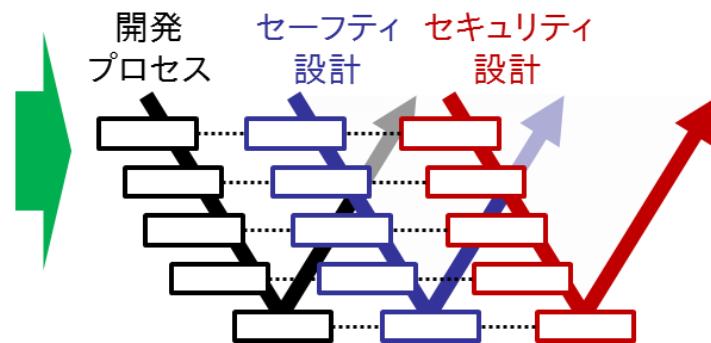 開発
プロセス
セーフティ
設計
セキュリティ
設計